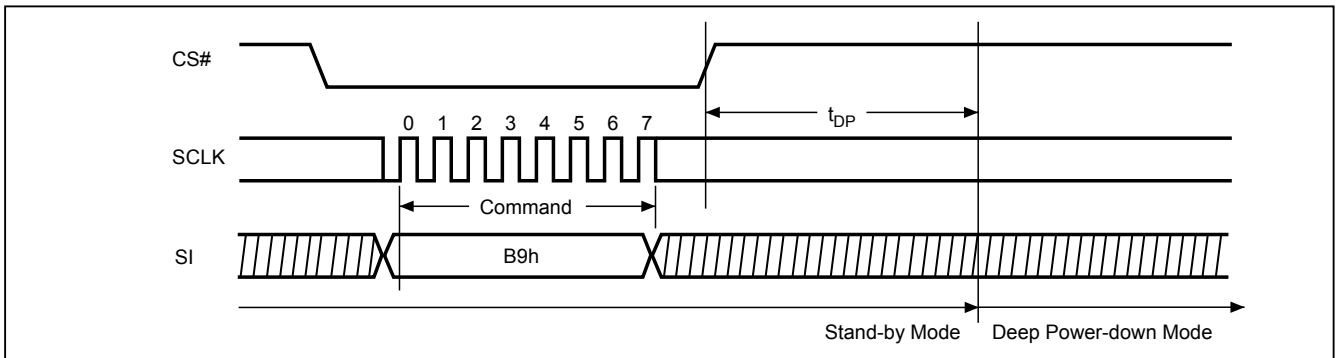 CS#
t_DP
0 1 2 3 4 5 6 7
SCLK
Command
SI
B9h
Stand-by Mode
Deep Power-down Mode